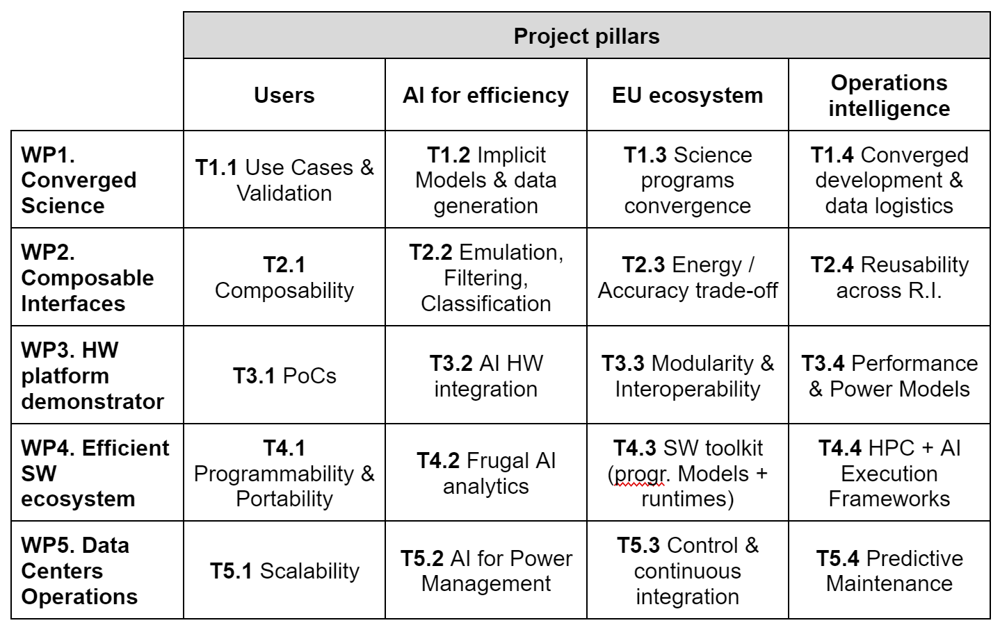 Project pillars
Users
AI for efficiency
EU ecosystem
Operations
intelligence
WP1.
Converged
Science
T1.1 Use Cases &
Validation
T1.2 Implicit
Models & data
generation
T1.3 Science
programs
convergence
T1.4 Converged
development &
data logistics
WP2.
Composable
Interfaces
T2.1
Composability
T2.2 Emulation,
Filtering,
Classification
T2.3 Energy /
Accuracy trade-off
T2.4 Reusability
across R.I.
WP3. HW
platform
demonstrator
T3.1 PoCs
T3.2 AI HW
integration
T3.3 Modularity &
Interoperability
T3.4 Performance
& Power Models
WP4. Efficient
SW
ecosystem
T4.1
Programmability &
Portability
T4.2 Frugal AI
analytics
T4.3 SW toolkit
(progr. Models +
runtimes)
T4.4 HPC + AI
Execution
Frameworks
WP5. Data
Centers
Operations
T5.1 Scalability
T5.2 AI for Power
Management
T5.3 Control &
continuous
integration
T5.4 Predictive
Maintenance